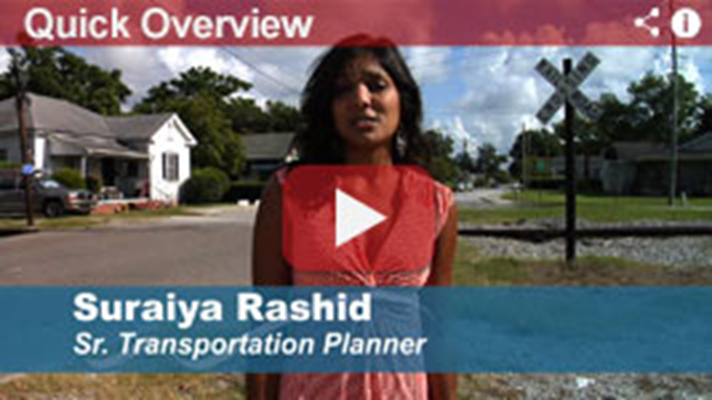 Quick Overview
Suraiya Rashid
Sr. Transportation Planner